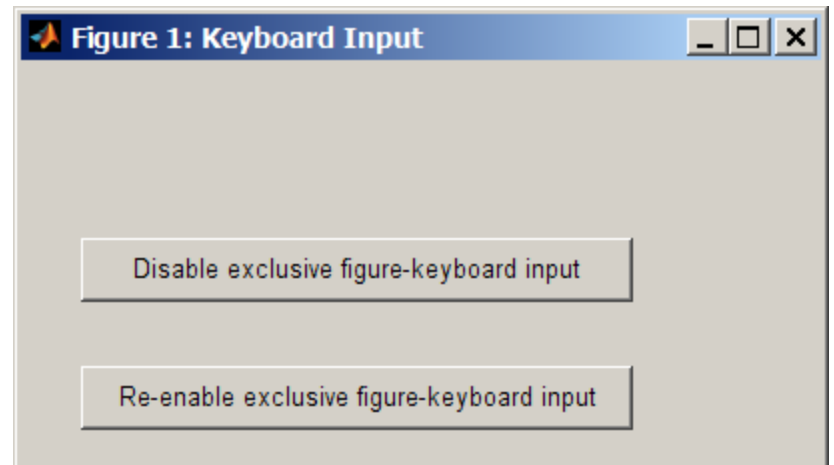 Figure 1: Keyboard Input
Disable exclusive figure-keyboard input
Re-enable exclusive figure-keyboard input